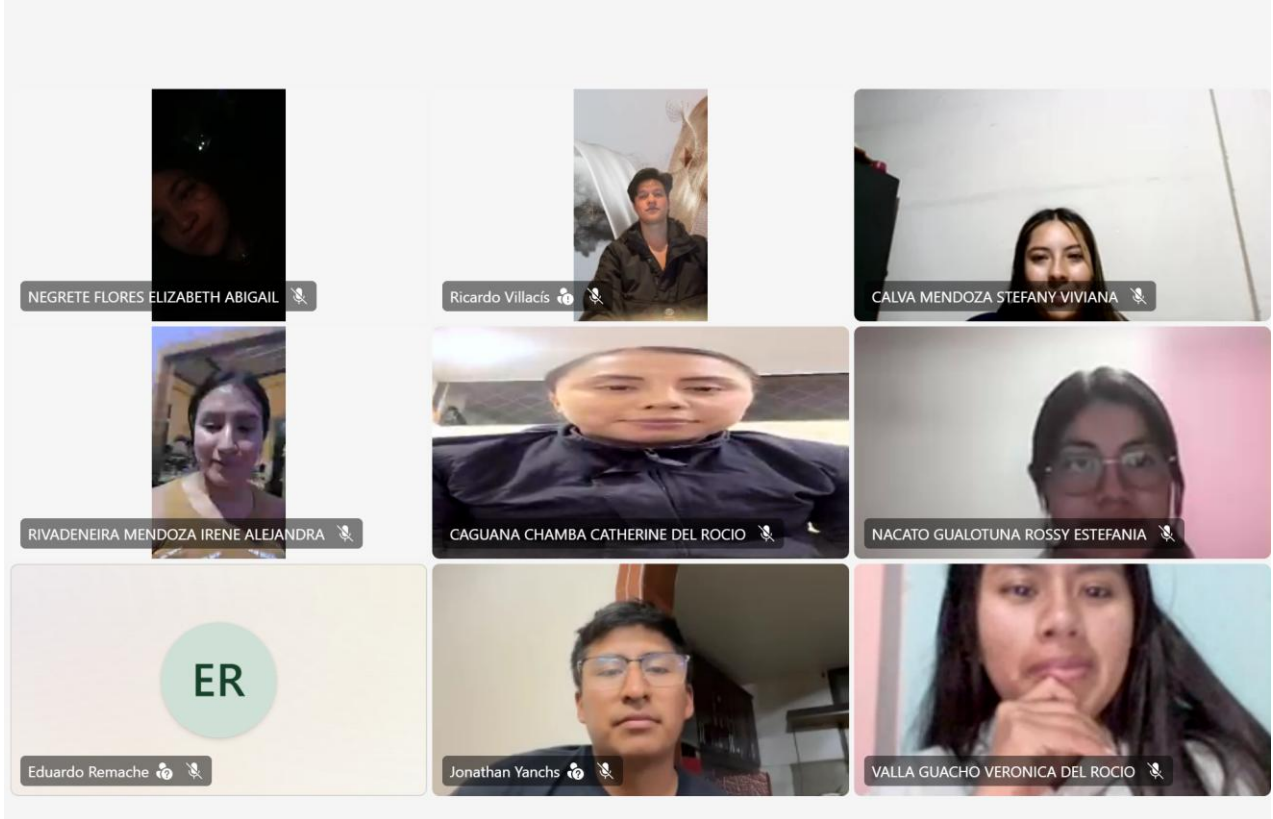 NEGRETE FLORES ELIZABETH ABIGAIL
Ricardo Villacís
CALVA MENDOZA STEFANY VIVIANA
RIVADENEIRA MENDOZA IRENE ALEJANDRA
CAGUANA CHAMBA CATHERINE DEL ROCIO
NACATO GUALOTUNA ROSSY ESTEFANIA
ER
Eduardo Remache
Jonathan Yanchs
VALLA GUACHO VERONICA DEL ROCIO